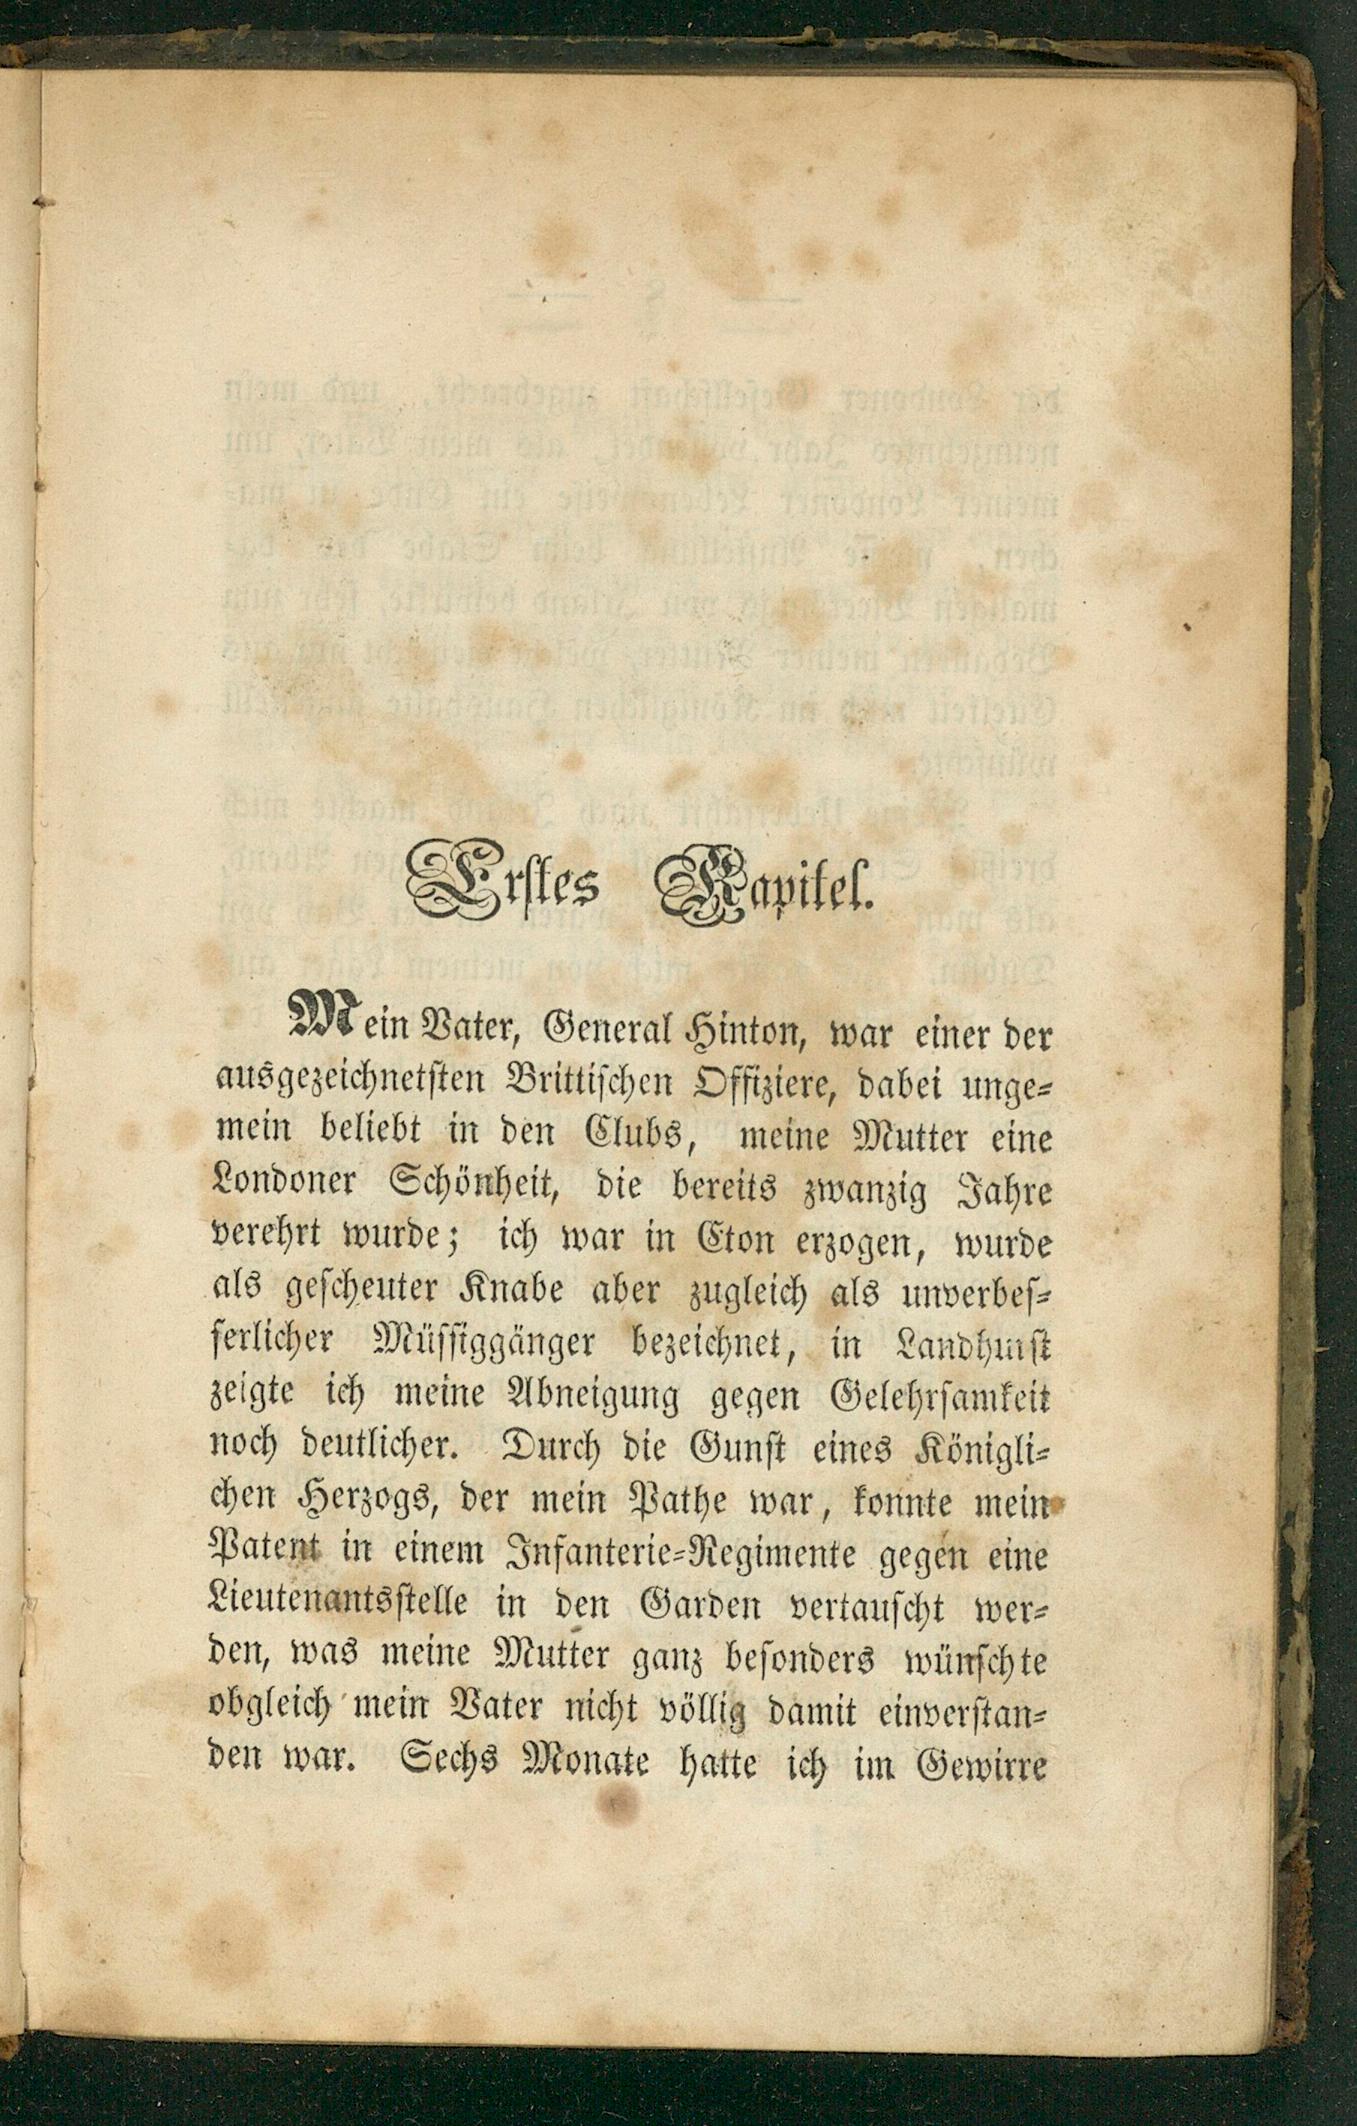 Erstes Kapitel.
Mein Vater, General Hinton, war einer der
ausgezeichnetsten Brittischen Offiziere, dabei unge-
mein beliebt in den Clubs, meine Mutter eine
Londoner Schönheit, die bereits zwanzig Jahre
verehrt wurde; ich war in Eton erzogen, wurde
als gescheuter Knabe aber zugleich als unverbes-
serlicher Müssiggänger bezeichnet, in Landhurst
zeigte ich meine Abneigung gegen Gelehrsamkeit
noch deutlicher. Durch die Gunst eines Königli-
chen Herzogs, der mein Pathe war, konnte mein
Patent in einem Infanterie-Regimente gegen eine
Lieutenantsstelle in den Garden vertauscht wer-
den, was meine Mutter ganz besonders wünschte
obgleich mein Vater nicht völlig damit einverstan-
den war. Sechs Monate hatte ich im Gewirre